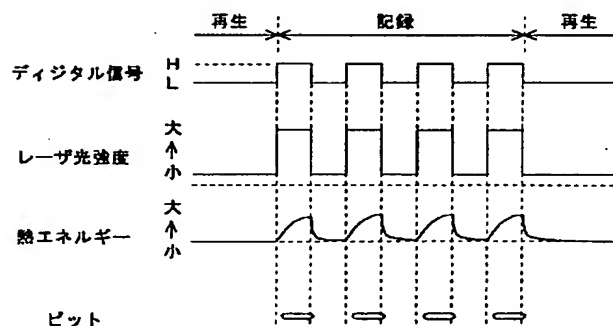 再生 記録 再生
ディジタル信号 H
L
レーザ光強度 大
↑
小
熱エネルギー 大
↑
小
ピット